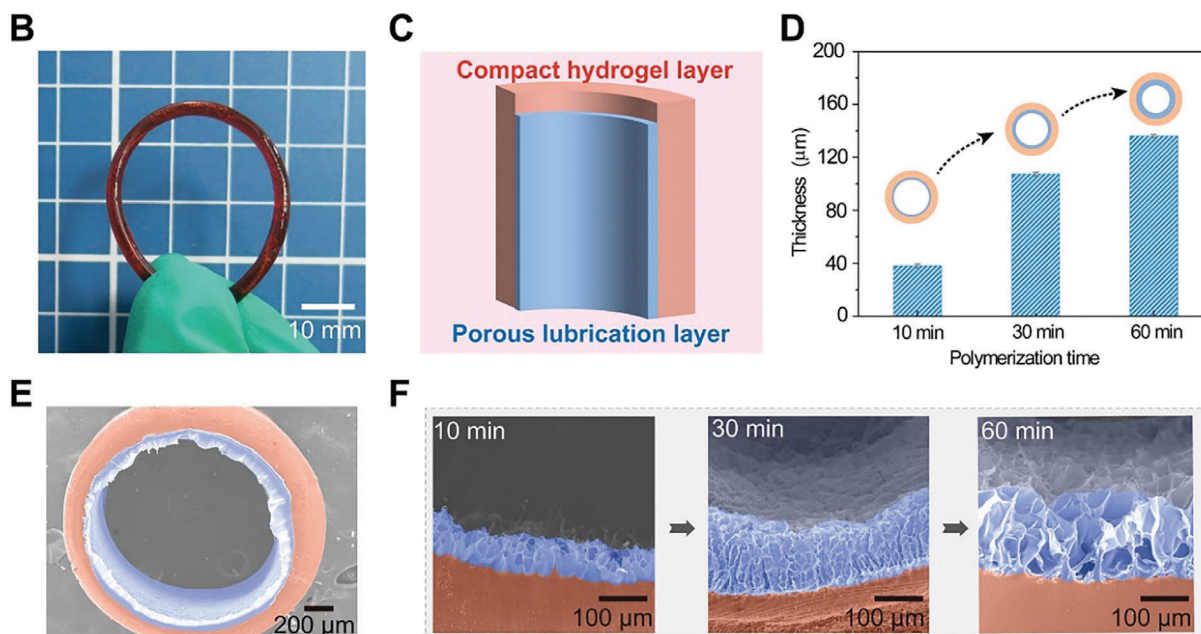 B
10 mm
C
Compact hydrogel layer
Porous lubrication layer
D
200
160
120
80
40
0
Thickness (μm)
10 min
30 min
60 min
Polymerization time
E
200 μm
F
10 min
100 μm
30 min
100 μm
60 min
100 μm